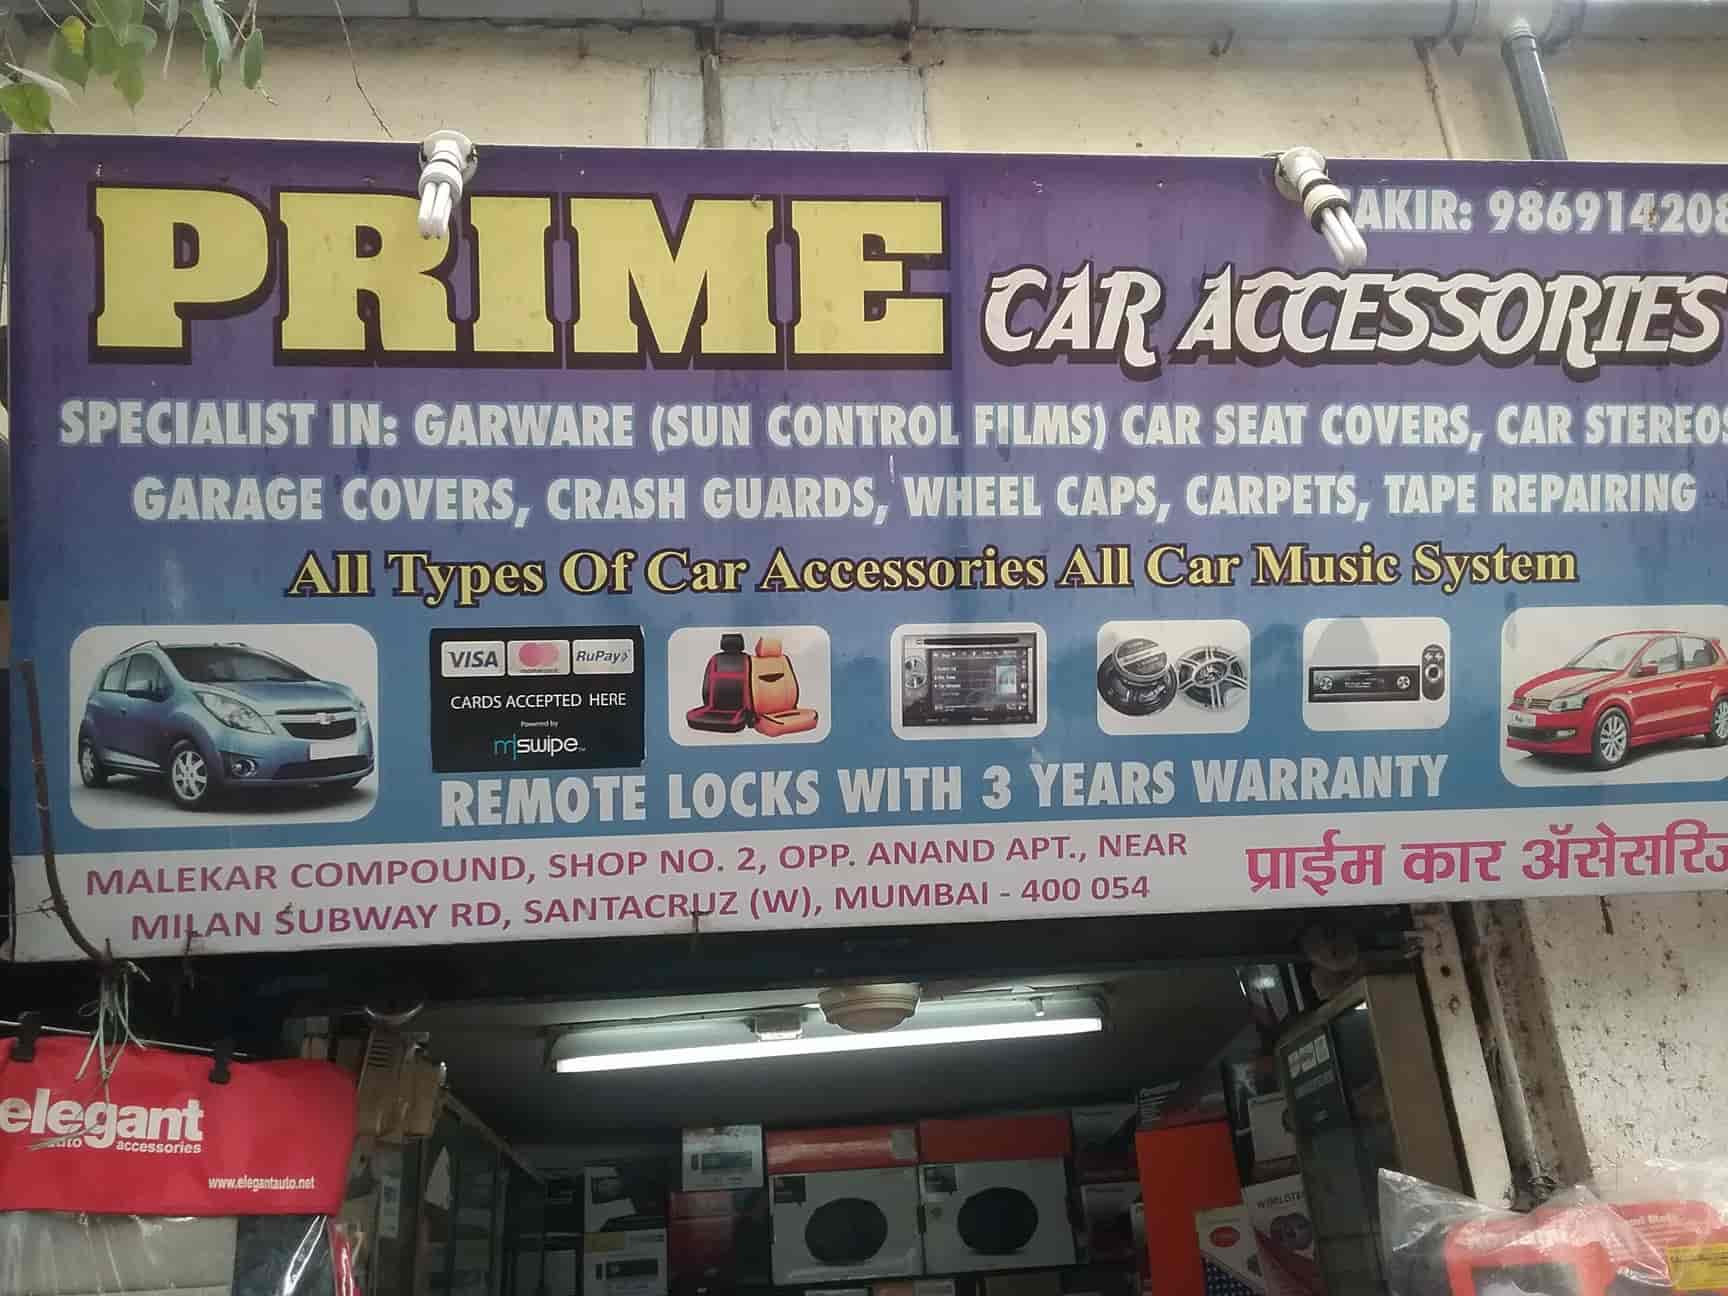 AKIR: 986914208
PRIME CAR ACCESSORIES
SPECIALIST IN: GARWARE (SUN CONTROL FILMS) CAR SEAT COVERS, CAR STEREOS
GARAGE COVERS, CRASH GUARDS, WHEEL CAPS, CARPETS, TAPE REPAIRING
All Types Of Car Accessories All Car Music System
VISA mastercard RuPay
CARDS ACCEPTED HERE
Powered by
mswipe
REMOTE LOCKS WITH 3 YEARS WARRANTY
MALEKAR COMPOUND, SHOP NO. 2, OPP. ANAND APT., NEAR
MILAN SUBWAY RD, SANTACRUZ (W), MUMBAI - 400 054
प्राईम कार ॲसेसरिज
elegant
auto accessories
www.elegantauto.net